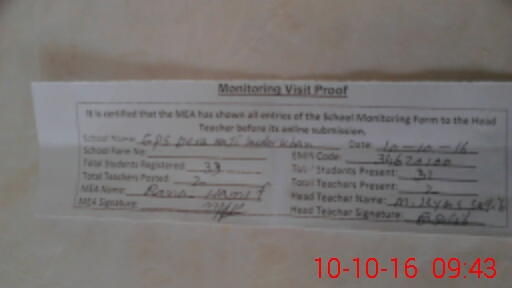 Monitoring Visit Proof
It is certified that the MEA has shown all entries of the School Monitoring Form to the Head
Teacher before its online submission.
School Name: GPS Dera Date: 10-10-16
School Form No: EMIS Code:
Total Students Registered: 33 Total Students Present: 31
Total Teachers Posted: 2 Total Teachers Present: 2
MEA Name: Head Teacher Name: M.
MEA Signature: Head Teacher Signature:
10-10-16 09:43